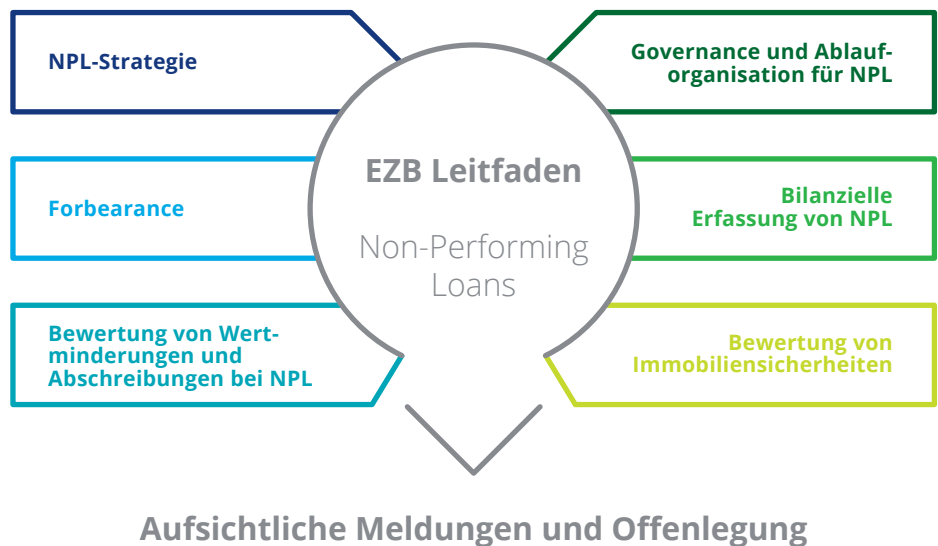 NPL-Strategie
Governance und Ablauf-
organisation für NPL
EZB Leitfaden
Non-Performing
Loans
Forbearance
Bilanzielle
Erfassung von NPL
Bewertung von Wert-
minderungen und
Abschreibungen bei NPL
Bewertung von
Immobiliensicherheiten
Aufsichtliche Meldungen und Offenlegung